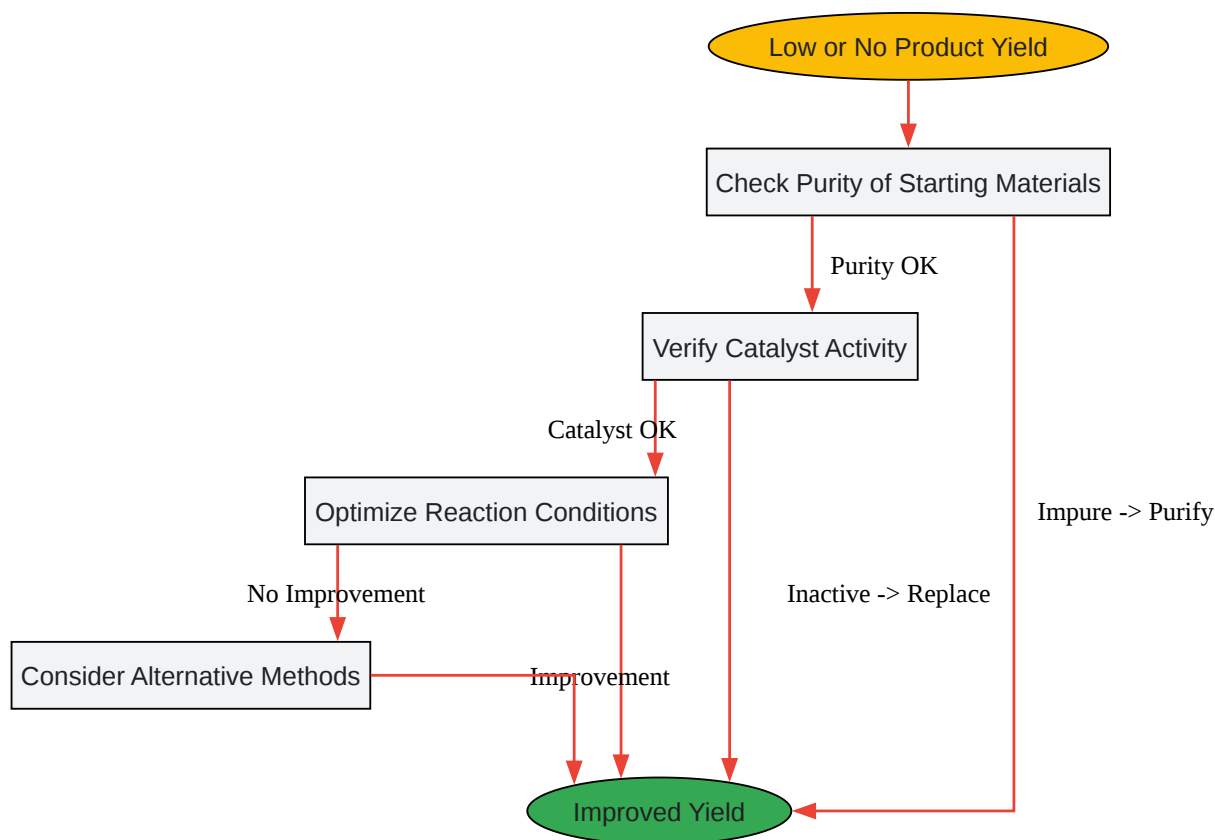 Low or No Product Yield
Check Purity of Starting Materials
Purity OK
Verify Catalyst Activity
Catalyst OK
Optimize Reaction Conditions
Impure -> Purify
No Improvement
Inactive -> Replace
Consider Alternative Methods
Improvement
Improved Yield